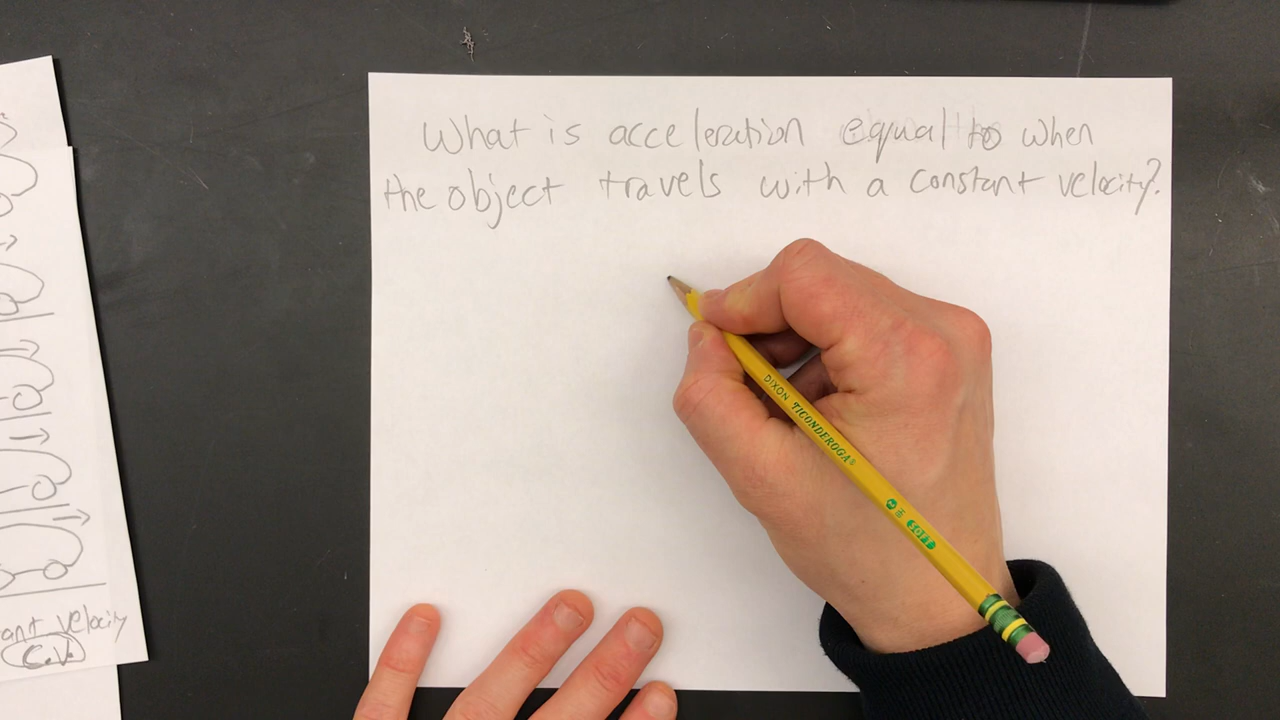 What is acceleration equal to when
the object travels with a constant velocity?
DIXON TICONDEROGA®
ant velocity
C.V.